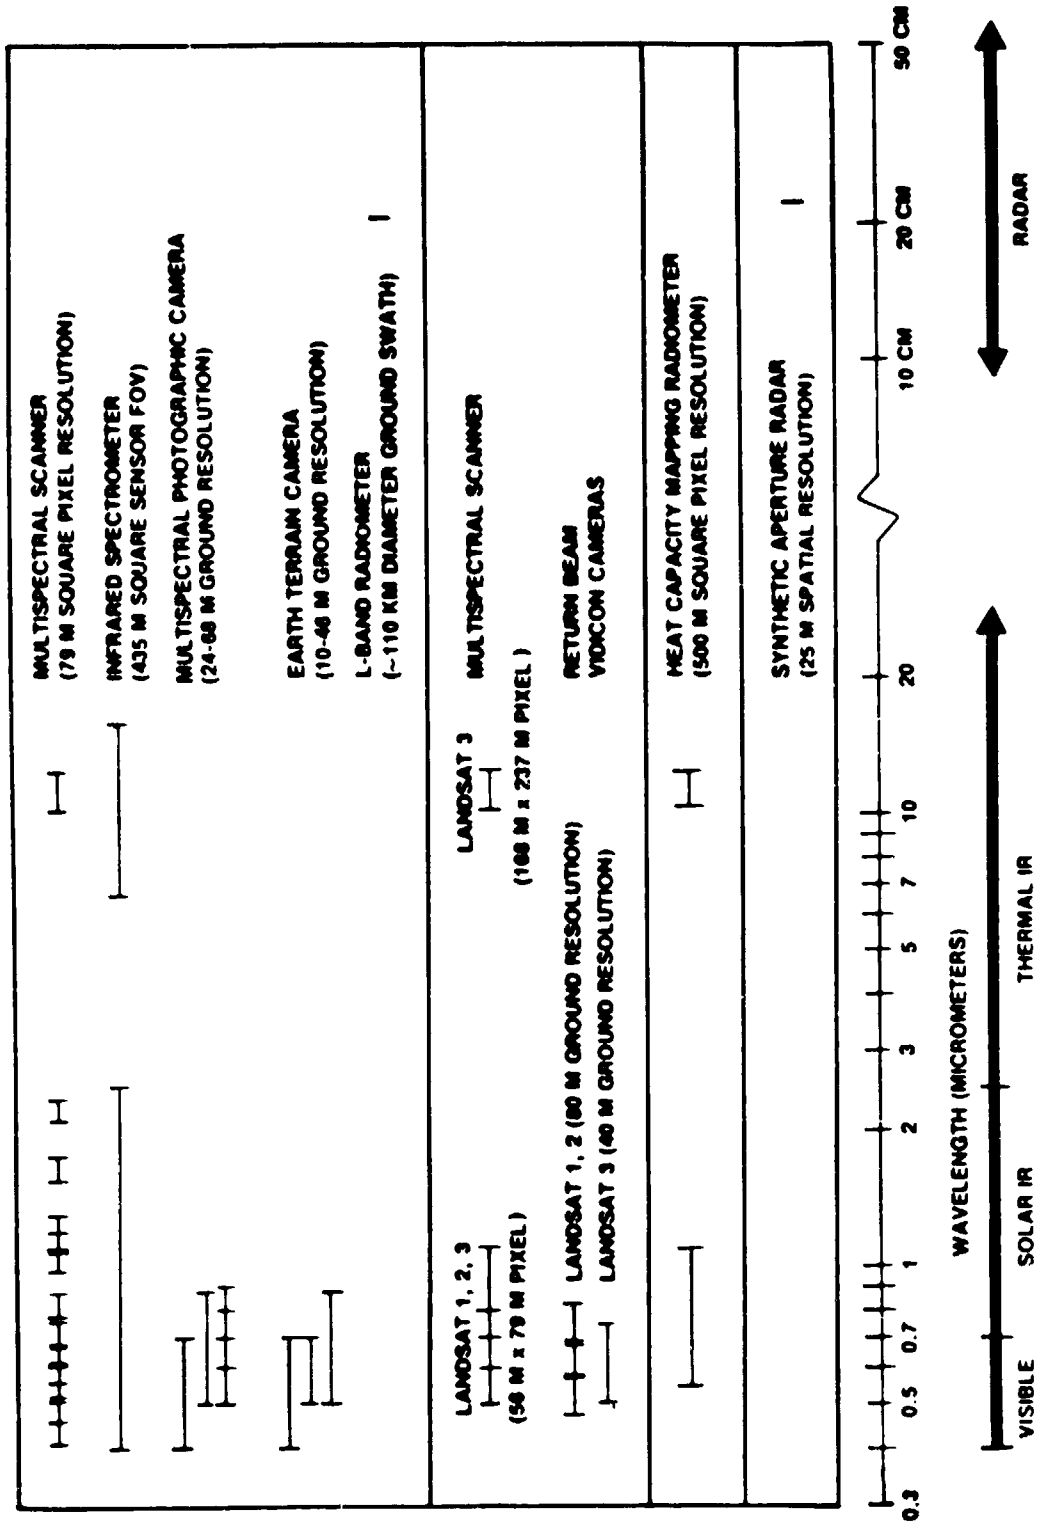 MULTISPECTRAL SCANNER
(79 M SQUARE PIXEL RESOLUTION)
INFRARED SPECTROMETER
(435 M SQUARE SENSOR FOV)
MULTISPECTRAL PHOTOGRAPHIC CAMERA
(24-68 M GROUND RESOLUTION)
EARTH TERRAIN CAMERA
(10-46 M GROUND RESOLUTION)
L-BAND RADIOMETER
(~110 KM DIAMETER GROUND SWATH)
LANDSAT 1, 2, 3
(56 M x 79 M PIXEL)
LANDSAT 3
(168 M x 237 M PIXEL)
MULTISPECTRAL SCANNER
LANDSAT 1, 2 (80 M GROUND RESOLUTION)
LANDSAT 3 (40 M GROUND RESOLUTION)
RETURN BEAM
VIDICON CAMERAS
HEAT CAPACITY MAPPING RADIOMETER
(500 M SQUARE PIXEL RESOLUTION)
SYNTHETIC APERTURE RADAR
(25 M SPATIAL RESOLUTION)
0.3 0.5 0.7 1 2 3 5 7 10 20 10 CM 20 CM 50 CM
WAVELENGTH (MICROMETERS)
VISIBLE SOLAR IR THERMAL IR RADAR